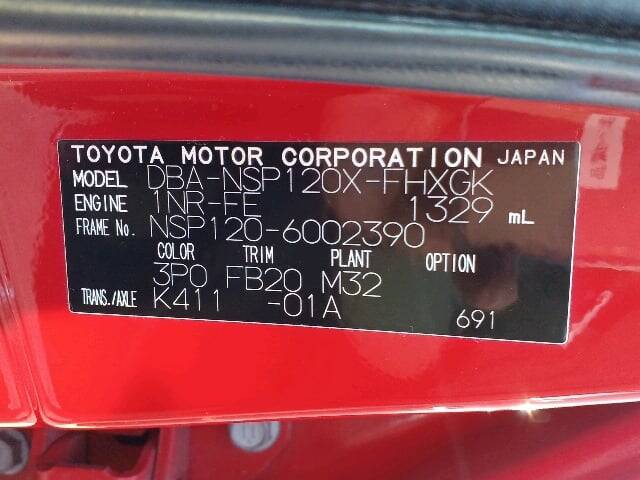 TOYOTA MOTOR CORPORATION JAPAN
MODEL DBA-NSP120X-FHXGK
ENGINE 1NR-FE 1329 mL
FRAME No. NSP120-6002390
COLOR TRIM PLANT OPTION
3P0 FB20 M32
TRANS./AXLE K411 -01A
691